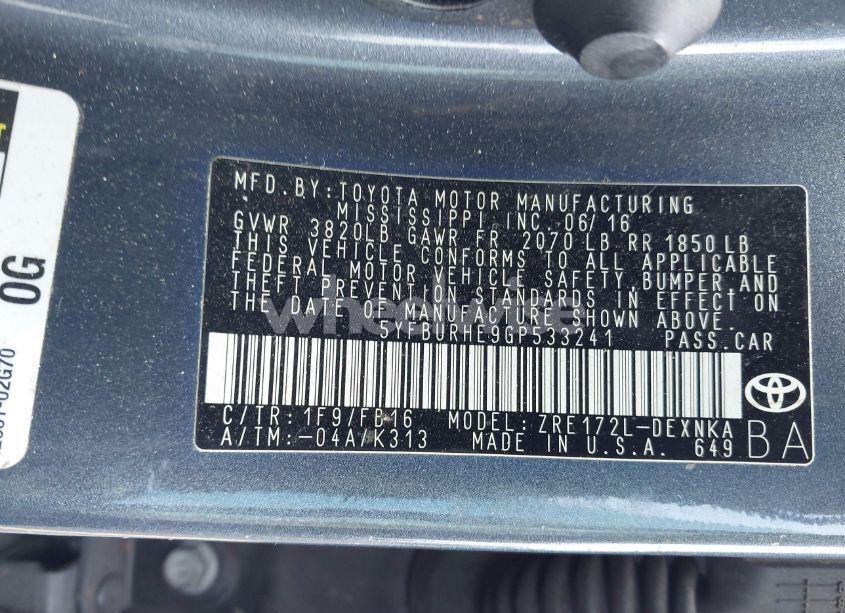 MFD. BY: TOYOTA MOTOR MANUFACTURING
MISSISSIPPI INC. 06/16
GVWR 3820LB GAWR FR 2070 LB RR 1850 LB
THIS VEHICLE CONFORMS TO ALL APPLICABLE
FEDERAL MOTOR VEHICLE SAFETY, BUMPER, AND
THEFT PREVENTION STANDARDS IN EFFECT ON
THE DATE OF MANUFACTURE SHOWN ABOVE.
5YFBURHE9GP533241 PASS. CAR
C/TR: 1F9/FB16 MODEL: ZRE172L-DEXNKA
A/TM: -04A/K313 MADE IN U.S.A. 649
BA
0G